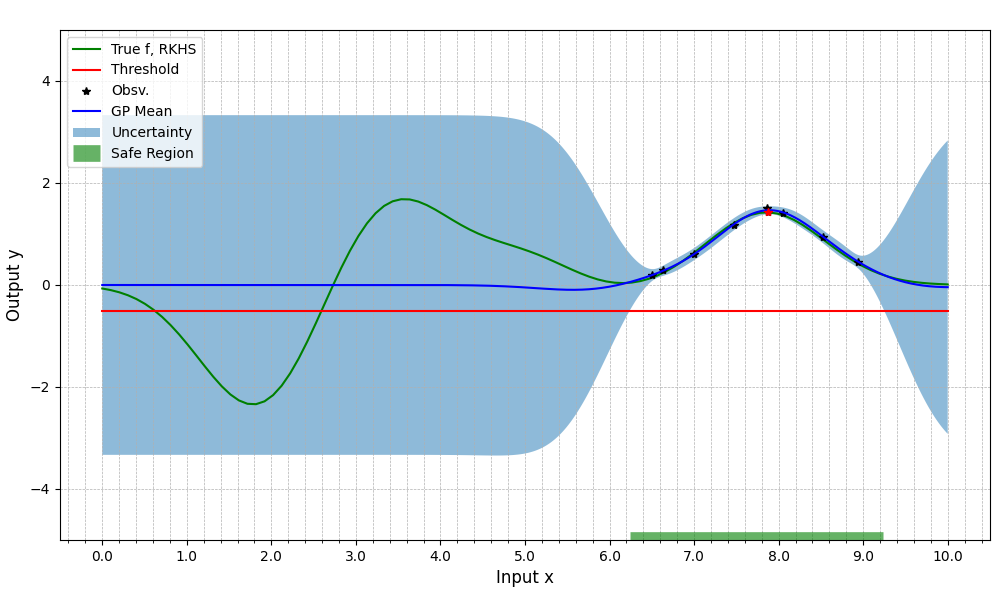 True f, RKHS
Threshold
Obsv.
GP Mean
Uncertainty
Safe Region
Output y
4
2
0
−2
−4
0.0 1.0 2.0 3.0 4.0 5.0 6.0 7.0 8.0 9.0 10.0
Input x